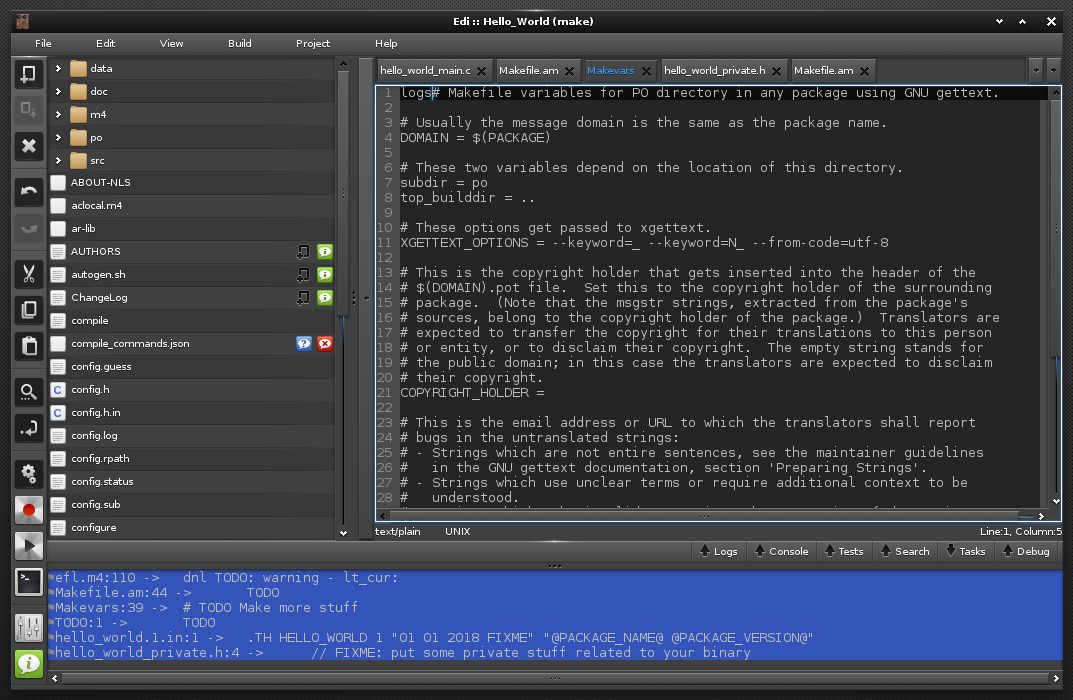 Edi :: Hello_World (make)
File Edit View Build Project Help
data
doc
m4
po
src
ABOUT-NLS
aclocal.m4
ar-lib
AUTHORS
autogen.sh
ChangeLog
compile
compile_commands.json
config.guess
config.h
config.h.in
config.log
config.rpath
config.status
config.sub
configure
hello_world_main.c Makefile.am Makevars hello_world_private.h Makefile.am
1 logs# Makefile variables for PO directory in any package using GNU gettext.
2
3 # Usually the message domain is the same as the package name.
4 DOMAIN = $(PACKAGE)
5
6 # These two variables depend on the location of this directory.
7 subdir = po
8 top_builddir = ..
9
10 # These options get passed to xgettext.
11 XGETTEXT_OPTIONS = --keyword=_ --keyword=N_ --from-code=utf-8
12
13 # This is the copyright holder that gets inserted into the header of the
14 # $(DOMAIN).pot file.  Set this to the copyright holder of the surrounding
15 # package.  (Note that the msgstr strings, extracted from the package's
16 # sources, belong to the copyright holder of the package.)  Translators are
17 # expected to transfer the copyright for their translations to this person
18 # or entity, or to disclaim their copyright.  The empty string stands for
19 # the public domain; in this case the translators are expected to disclaim
20 # their copyright.
21 COPYRIGHT_HOLDER =
22
23 # This is the email address or URL to which the translators shall report
24 # bugs in the untranslated strings:
25 # - Strings which are not entire sentences, see the maintainer guidelines
26 #   in the GNU gettext documentation, section 'Preparing Strings'.
27 # - Strings which use unclear terms or require additional context to be
28 #   understood.
text/plain UNIX Line:1, Column:5
Logs Console Tests Search Tasks Debug
efl.m4:110 ->   dnl TODO: warning - lt_cur:
Makefile.am:44 ->       TODO
Makevars:39 ->  # TODO Make more stuff
TODO:1 ->       TODO
hello_world.1.in:1 ->   .TH HELLO_WORLD 1 "01 01 2018 FIXME" "@PACKAGE_NAME@ @PACKAGE_VERSION@"
hello_world_private.h:4 ->      // FIXME: put some private stuff related to your binary